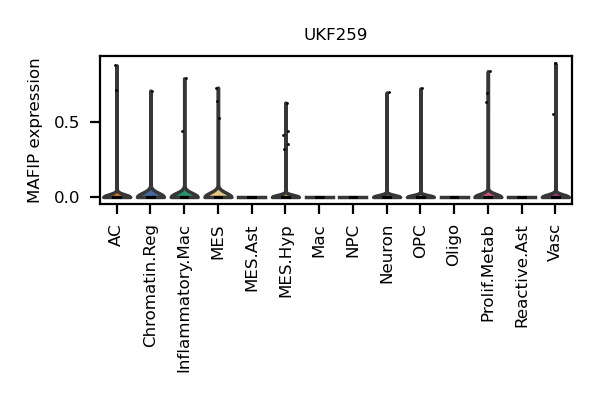 UKF259
MAFIP expression
0.5
0.0
AC
Chromatin.Reg
Inflammatory.Mac
MES
MES.Ast
MES.Hyp
Mac
NPC
Neuron
OPC
Oligo
Prolif.Metab
Reactive.Ast
Vasc